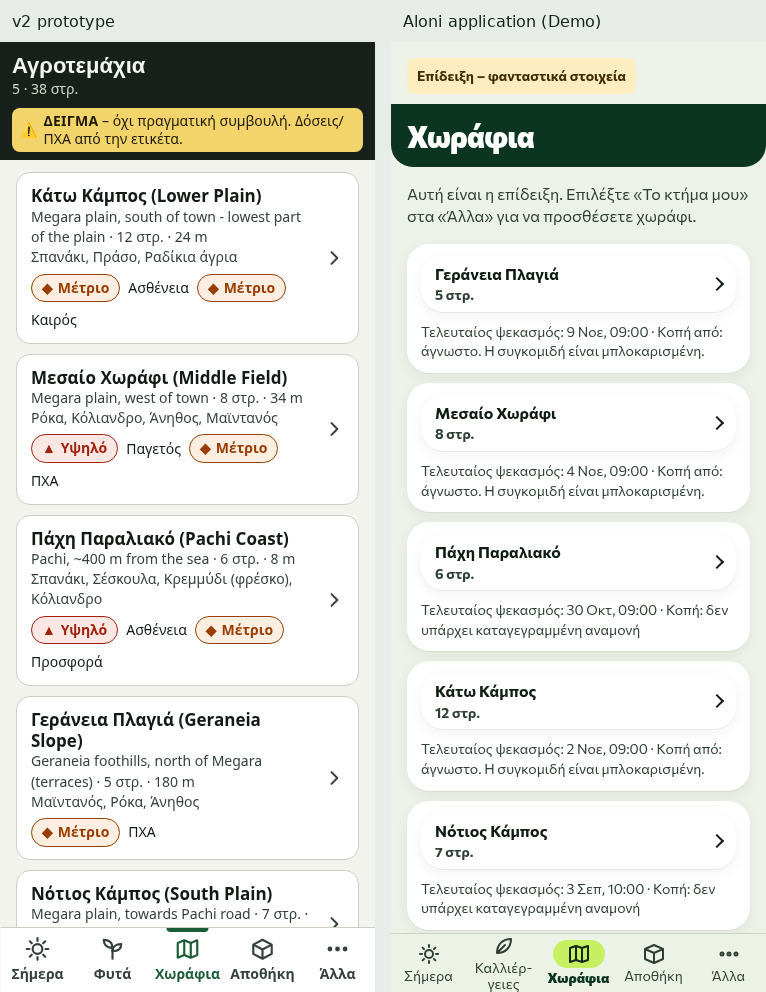 v2 prototype
Αγροτεμάχια
5 · 38 στρ.
⚠️ ΔΕΙΓΜΑ – όχι πραγματική συμβουλή. Δόσεις/
ΠΧΑ από την ετικέτα.
Κάτω Κάμπος (Lower Plain)
Megara plain, south of town - lowest part
of the plain · 12 στρ. · 24 m
Σπανάκι, Πράσο, Ραδίκια άγρια
◆ Μέτριο Ασθένεια ◆ Μέτριο
Καιρός
Μεσαίο Χωράφι (Middle Field)
Megara plain, west of town · 8 στρ. · 34 m
Ρόκα, Κόλιανδρο, Άνηθος, Μαϊντανός
▲ Υψηλό Παγετός ◆ Μέτριο
ΠΧΑ
Πάχη Παραλιακό (Pachi Coast)
Pachi, ~400 m from the sea · 6 στρ. · 8 m
Σπανάκι, Σέσκουλα, Κρεμμύδι (φρέσκο),
Κόλιανδρο
▲ Υψηλό Ασθένεια ◆ Μέτριο
Προσφορά
Γεράνεια Πλαγιά (Geraneia
Slope)
Geraneia foothills, north of Megara
(terraces) · 5 στρ. · 180 m
Μαϊντανός, Ρόκα, Άνηθος
◆ Μέτριο ΠΧΑ
Νότιος Κάμπος (South Plain)
Megara plain, towards Pachi road · 7 στρ. ·
Σήμερα Φυτά Χωράφια Αποθήκη Άλλα
Aloni application (Demo)
Επίδειξη – φανταστικά στοιχεία
Χωράφια
Αυτή είναι η επίδειξη. Επιλέξτε «Το κτήμα μου»
στα «Άλλα» για να προσθέσετε χωράφι.
Γεράνεια Πλαγιά
5 στρ.
Τελευταίος ψεκασμός: 9 Νοε, 09:00 · Κοπή από:
άγνωστο. Η συγκομιδή είναι μπλοκαρισμένη.
Μεσαίο Χωράφι
8 στρ.
Τελευταίος ψεκασμός: 4 Νοε, 09:00 · Κοπή από:
άγνωστο. Η συγκομιδή είναι μπλοκαρισμένη.
Πάχη Παραλιακό
6 στρ.
Τελευταίος ψεκασμός: 30 Οκτ, 09:00 · Κοπή: δεν
υπάρχει καταγεγραμμένη αναμονή
Κάτω Κάμπος
12 στρ.
Τελευταίος ψεκασμός: 2 Νοε, 09:00 · Κοπή από:
άγνωστο. Η συγκομιδή είναι μπλοκαρισμένη.
Νότιος Κάμπος
7 στρ.
Τελευταίος ψεκασμός: 3 Σεπ, 10:00 · Κοπή: δεν
υπάρχει καταγεγραμμένη αναμονή
Σήμερα Καλλιέρ-
γειες Χωράφια Αποθήκη Άλλα